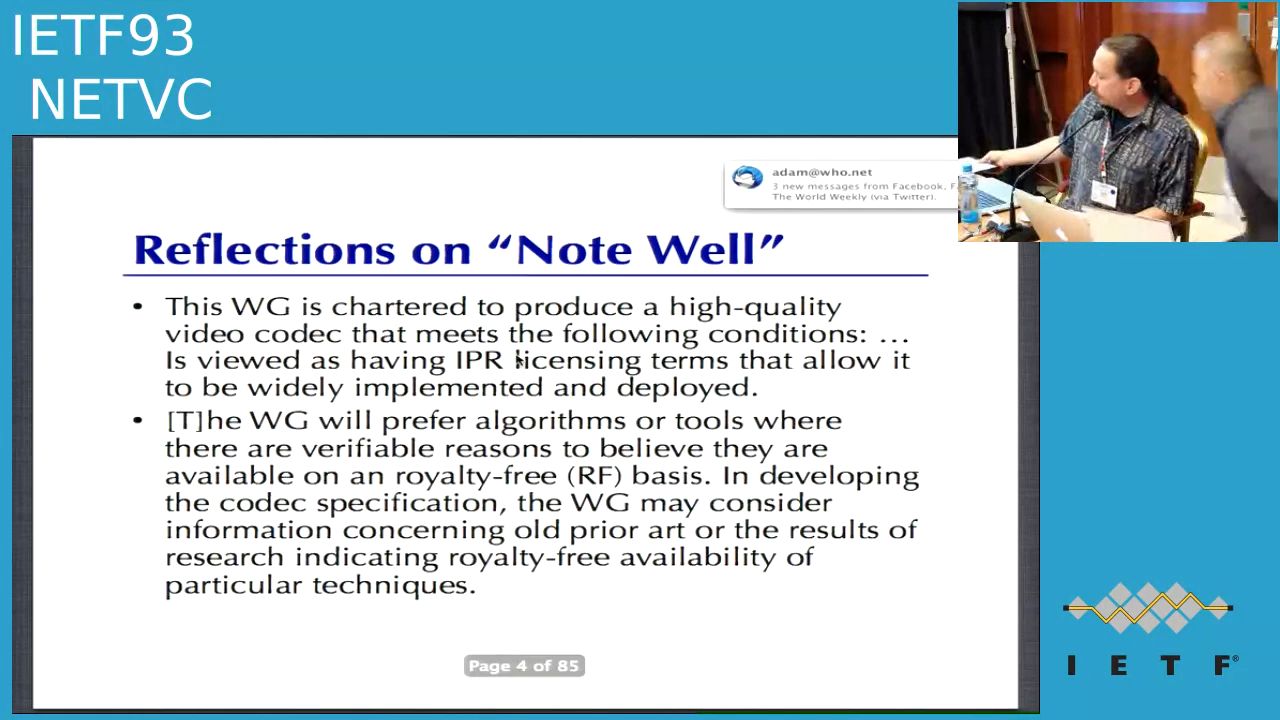 IETF93
NETVC
adam@who.net
3 new messages from Facebook,
The World Weekly (via Twitter).
Reflections on “Note Well”
• This WG is chartered to produce a high-quality
video codec that meets the following conditions: …
Is viewed as having IPR licensing terms that allow it
to be widely implemented and deployed.
• [T]he WG will prefer algorithms or tools where
there are verifiable reasons to believe they are
available on an royalty-free (RF) basis. In developing
the codec specification, the WG may consider
information concerning old prior art or the results of
research indicating royalty-free availability of
particular techniques.
Page 4 of 85
I E T F®